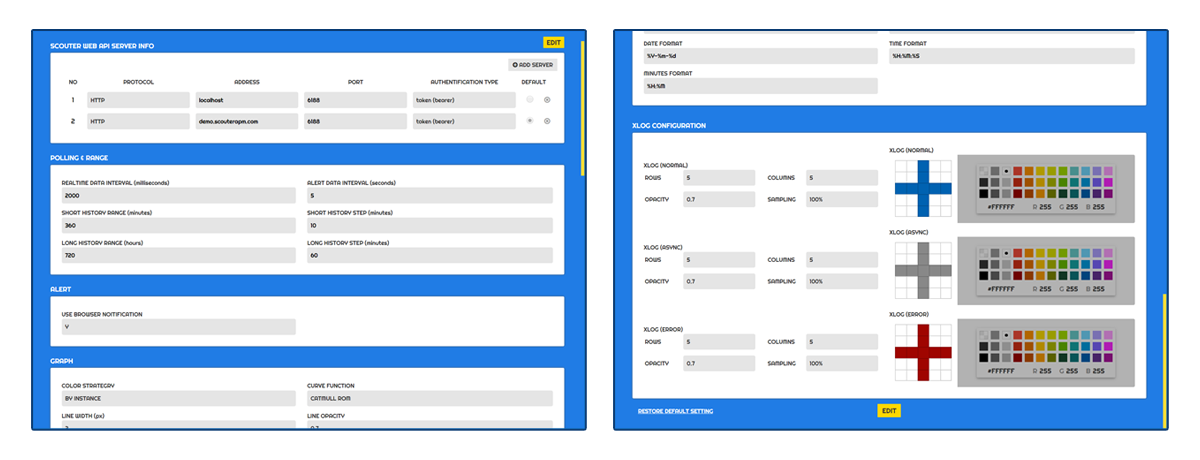 SCOUTER WEB API SERVER INFO
EDIT
ADD SERVER
NO PROTOCOL ADDRESS PORT AUTHENTIFICATION TYPE DEFAULT
1 HTTP localhost 6188 token (bearer)
2 HTTP demo.scouterapm.com 6188 token (bearer)
POLLING & RANGE
REALTIME DATA INTERVAL (milliseconds) ALERT DATA INTERVAL (seconds)
2000 5
SHORT HISTORY RANGE (minutes) SHORT HISTORY STEP (minutes)
360 10
LONG HISTORY RANGE (hours) LONG HISTORY STEP (minutes)
720 60
ALERT
USE BROWSER NOTIFICATION
Y
GRAPH
COLOR STRATEGY CURVE FUNCTION
BY INSTANCE CATMULL ROM
LINE WIDTH (px) LINE OPACITY
DATE FORMAT TIME FORMAT
%Y-%m-%d %H:%M:%S
MINUTES FORMAT
%H:%M
XLOG CONFIGURATION
XLOG (NORMAL)
XLOG (NORMAL)
ROWS 5 COLUMNS 5
OPACITY 0.7 SAMPLING 100%
#FFFFFF R 255 G 255 B 255
XLOG (ASYNC)
XLOG (ASYNC)
ROWS 5 COLUMNS 5
OPACITY 0.7 SAMPLING 100%
#FFFFFF R 255 G 255 B 255
XLOG (ERROR)
XLOG (ERROR)
ROWS 5 COLUMNS 5
OPACITY 0.7 SAMPLING 100%
#FFFFFF R 255 G 255 B 255
RESTORE DEFAULT SETTING
EDIT